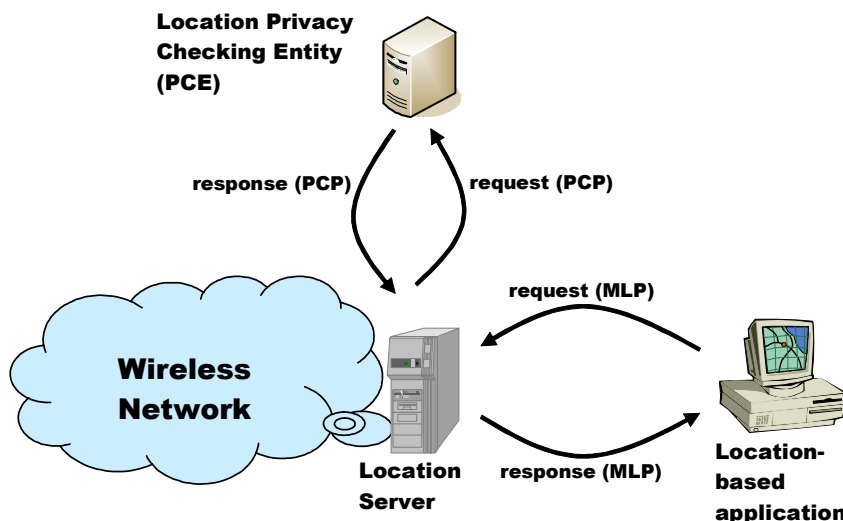 Location Privacy
Checking Entity
(PCE)
response (PCP)
request (PCP)
request (MLP)
Wireless
Network
Location
Server
response (MLP)
Location-
based
application